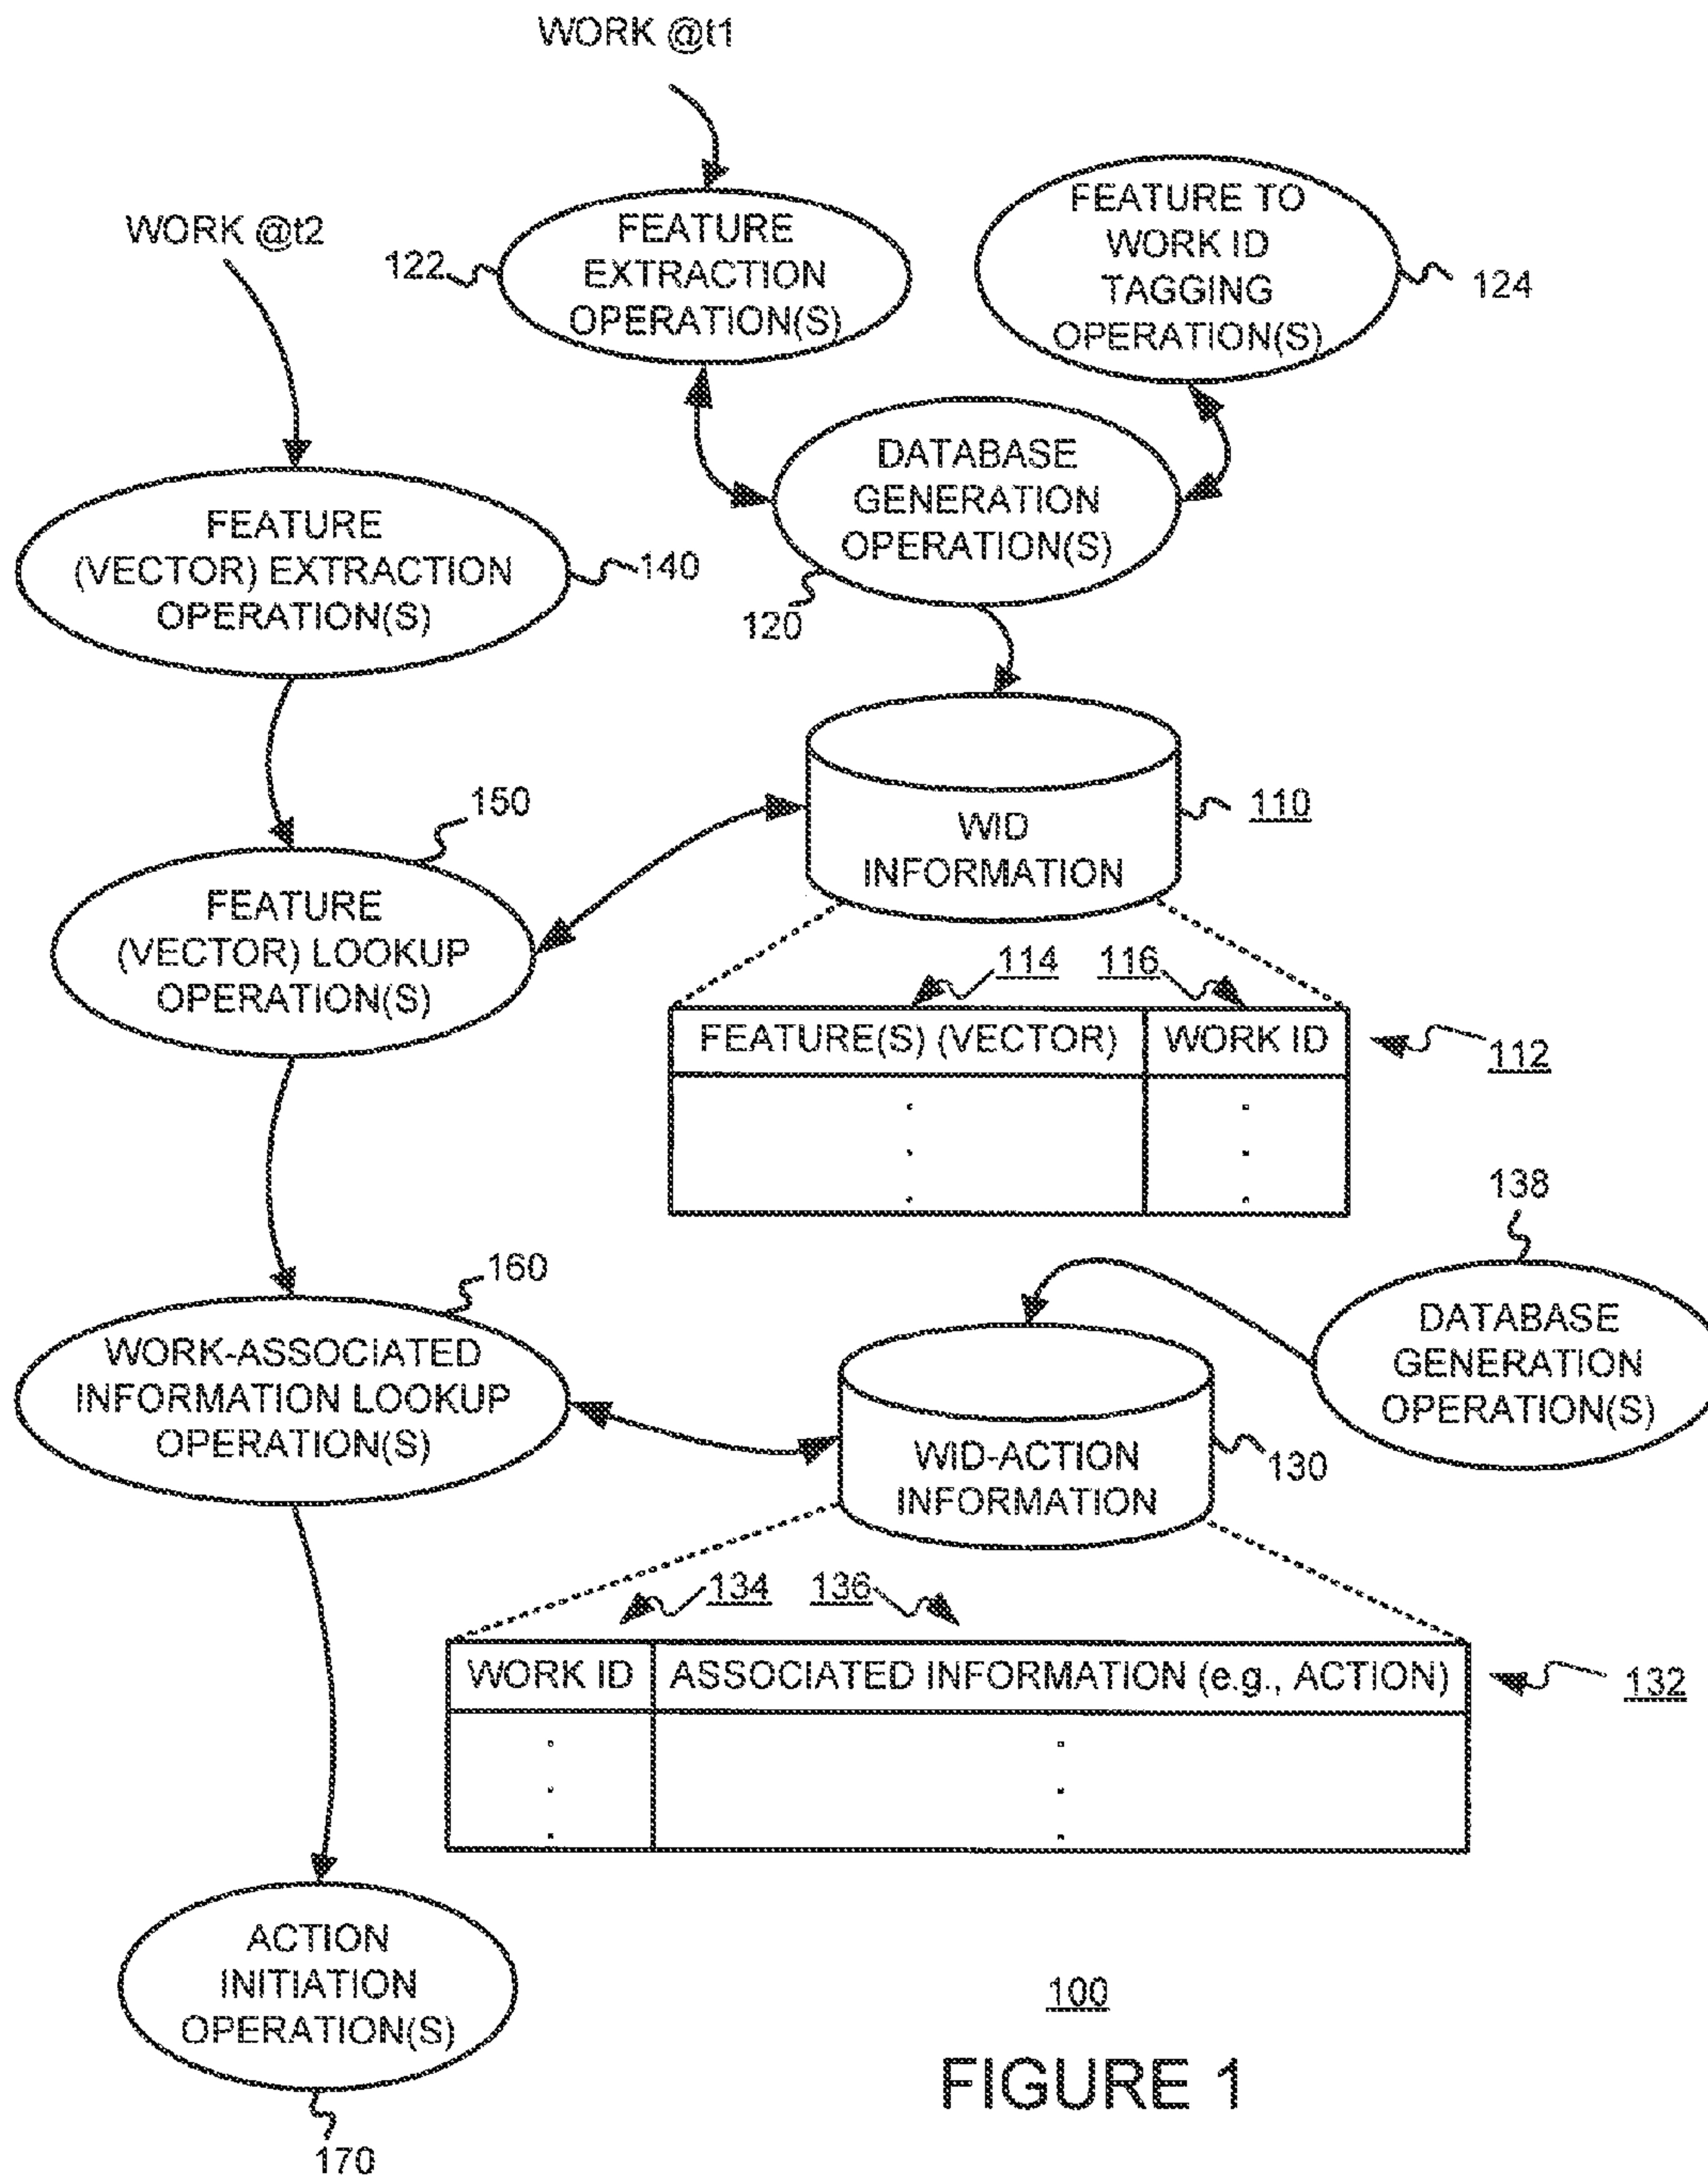 WORK @t1
WORK @t2
122
FEATURE
EXTRACTION
OPERATION(S)
FEATURE TO
WORK ID
TAGGING
OPERATION(S)
124
DATABASE
GENERATION
OPERATION(S)
120
FEATURE
(VECTOR) EXTRACTION
OPERATION(S)
140
150
FEATURE
(VECTOR) LOOKUP
OPERATION(S)
WID
INFORMATION
110
114 116
FEATURE(S) (VECTOR) WORK ID
112
138
DATABASE
GENERATION
OPERATION(S)
160
WORK-ASSOCIATED
INFORMATION LOOKUP
OPERATION(S)
WID-ACTION
INFORMATION
130
134 136
WORK ID ASSOCIATED INFORMATION (e.g., ACTION)
132
ACTION
INITIATION
OPERATION(S)
170
100
FIGURE 1